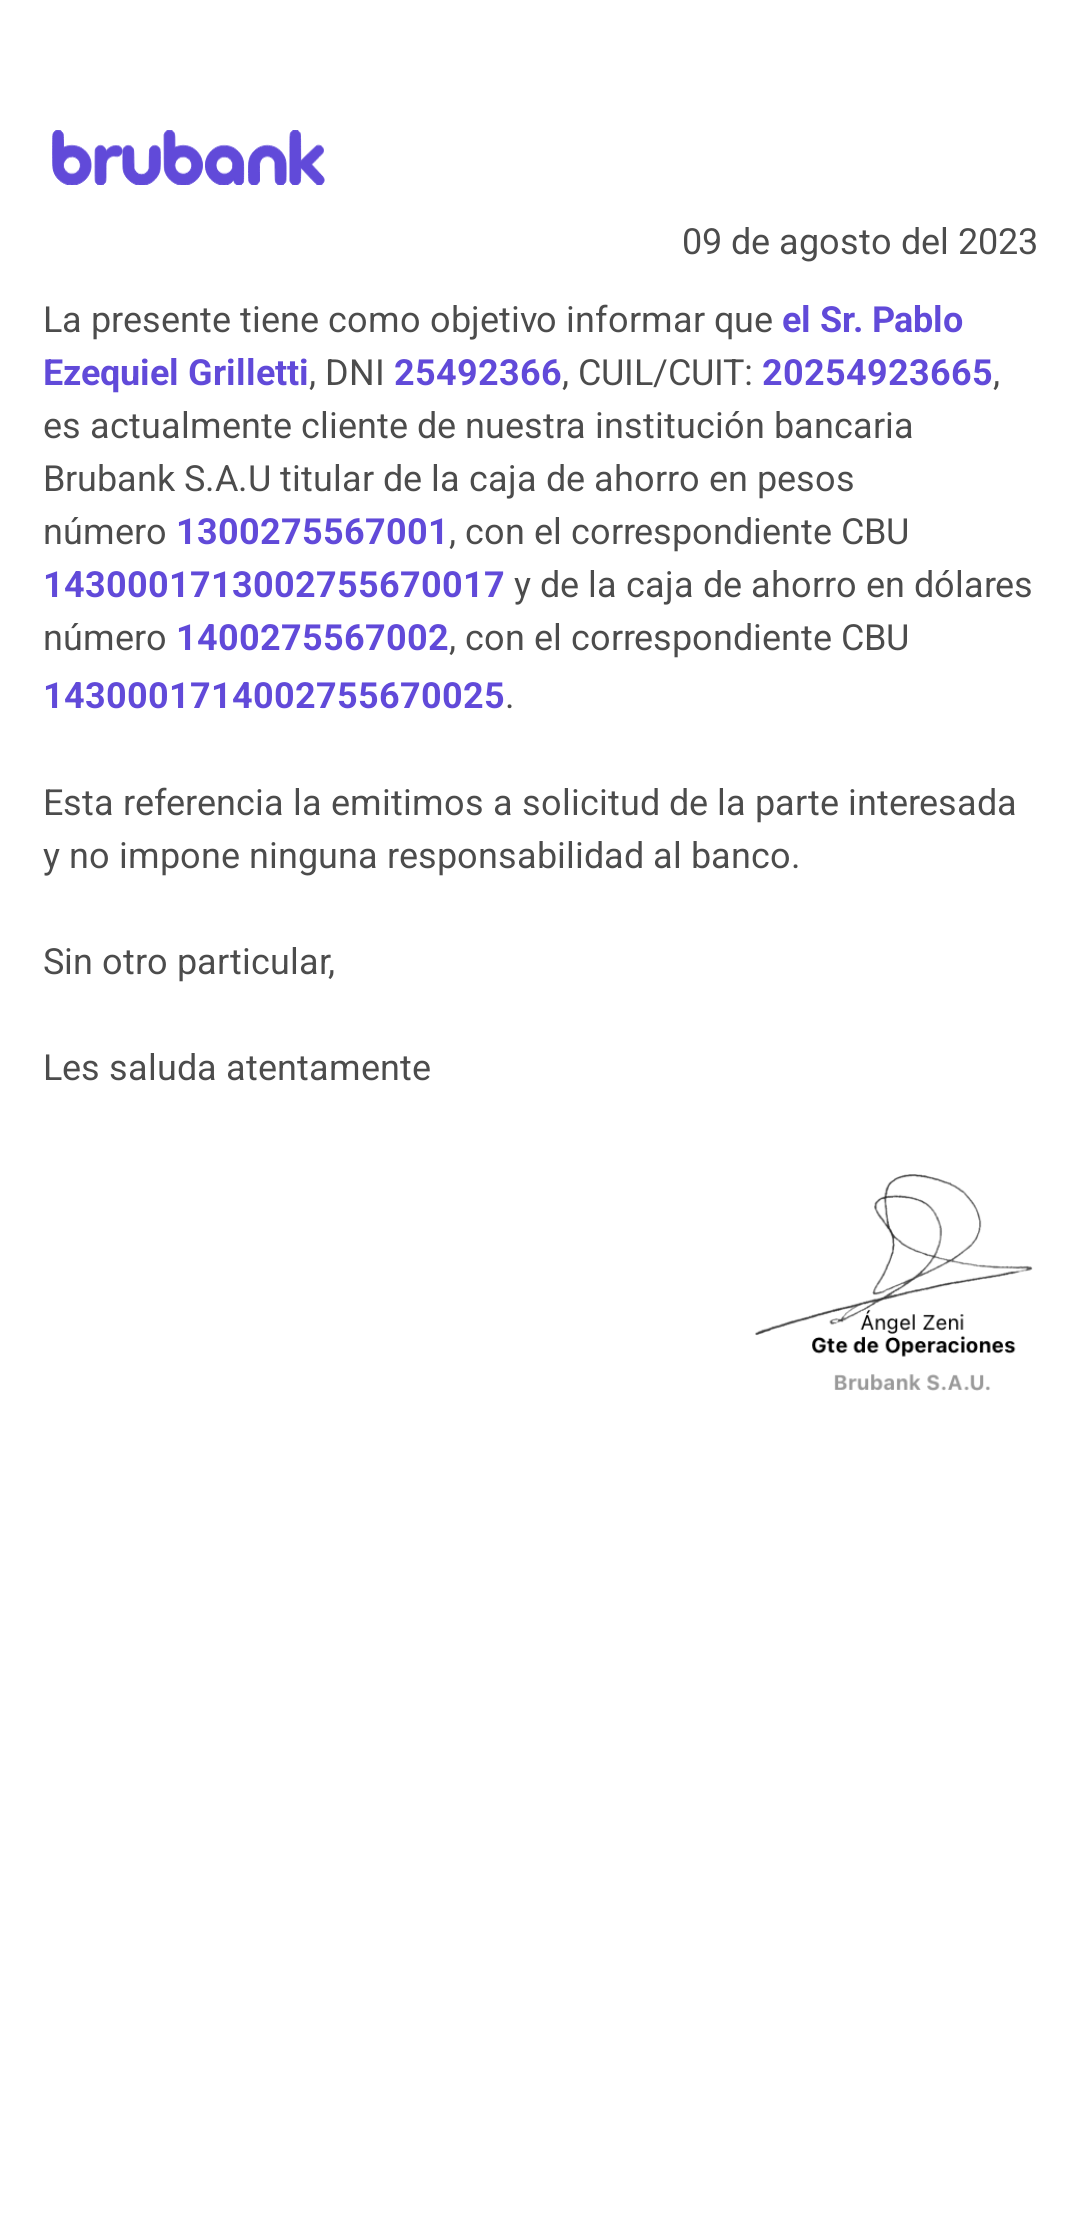 brubank
09 de agosto del 2023
La presente tiene como objetivo informar que el Sr. Pablo
Ezequiel Grilletti, DNI 25492366, CUIL/CUIT: 20254923665,
es actualmente cliente de nuestra institución bancaria
Brubank S.A.U titular de la caja de ahorro en pesos
número 1300275567001, con el correspondiente CBU
1430001713002755670017 y de la caja de ahorro en dólares
número 1400275567002, con el correspondiente CBU
1430001714002755670025.
Esta referencia la emitimos a solicitud de la parte interesada
y no impone ninguna responsabilidad al banco.
Sin otro particular,
Les saluda atentamente
Ángel Zeni
Gte de Operaciones
Brubank S.A.U.